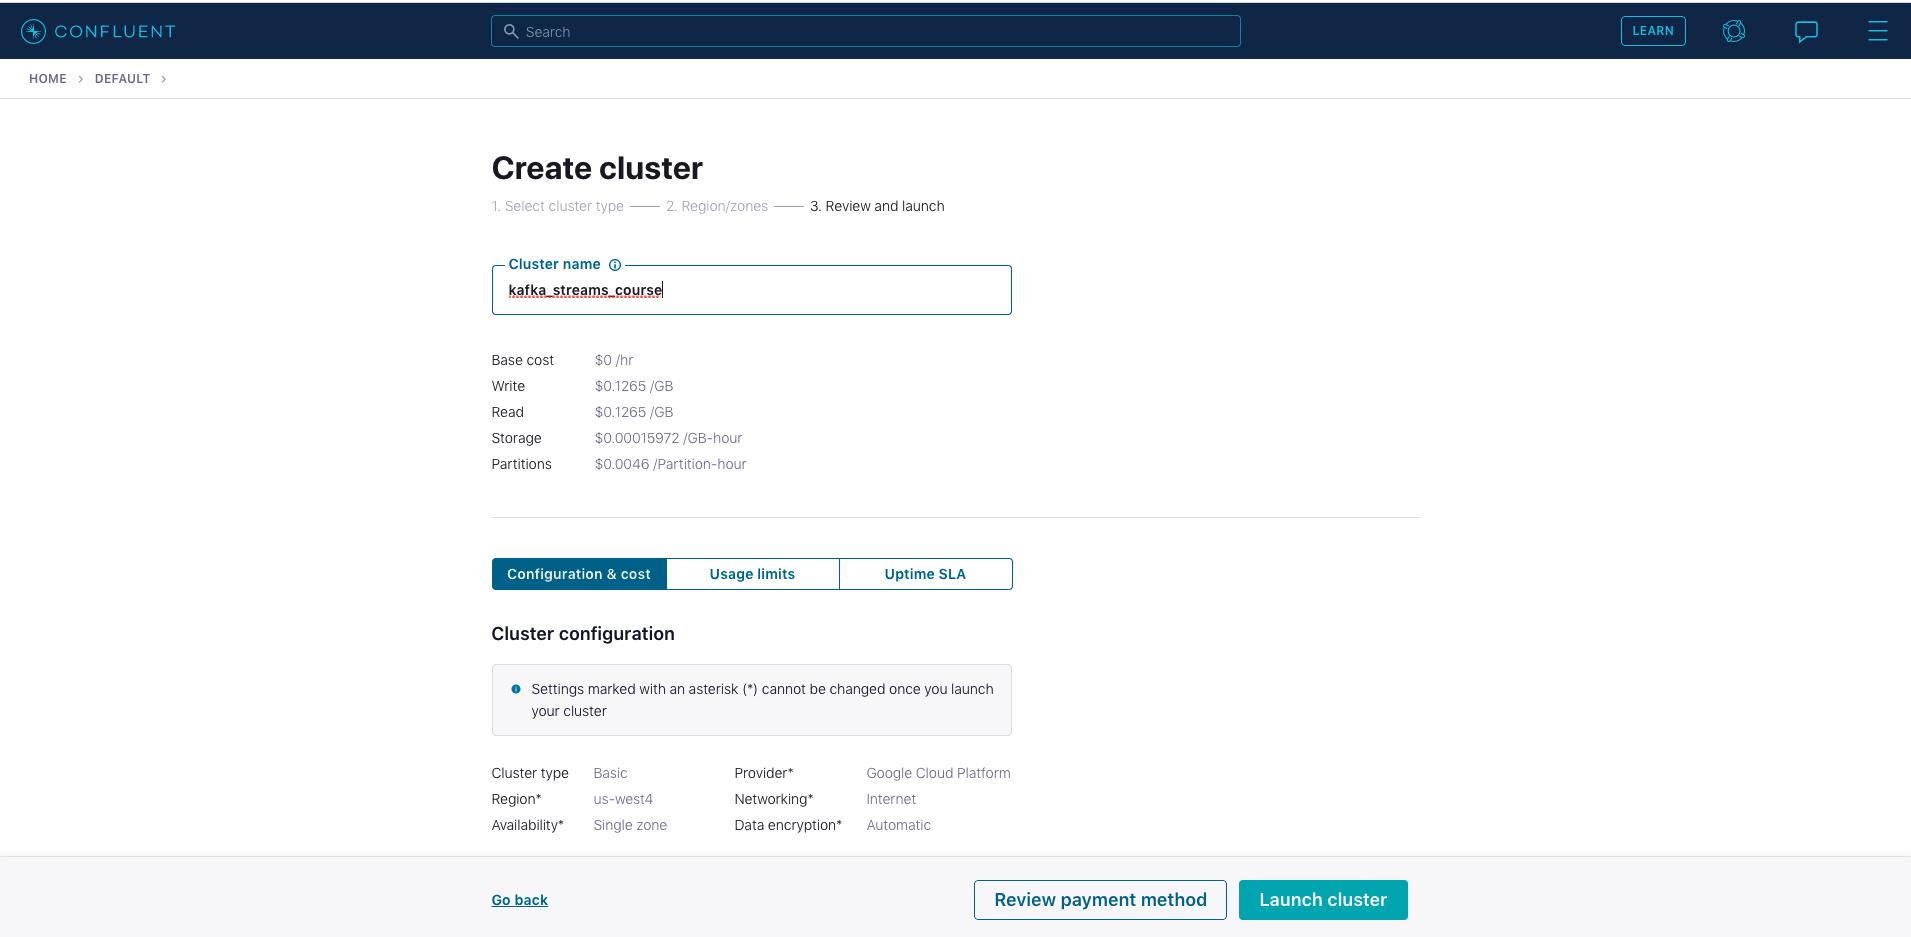 CONFLUENT
Search
LEARN
HOME > DEFAULT >
Create cluster
1. Select cluster type 2. Region/zones 3. Review and launch
Cluster name
kafka_streams_course
Base cost $0 /hr
Write $0.1265 /GB
Read $0.1265 /GB
Storage $0.00015972 /GB-hour
Partitions $0.0046 /Partition-hour
Configuration & cost Usage limits Uptime SLA
Cluster configuration
Settings marked with an asterisk (*) cannot be changed once you launch
your cluster
Cluster type Basic Provider* Google Cloud Platform
Region* us-west4 Networking* Internet
Availability* Single zone Data encryption* Automatic
Go back Review payment method Launch cluster